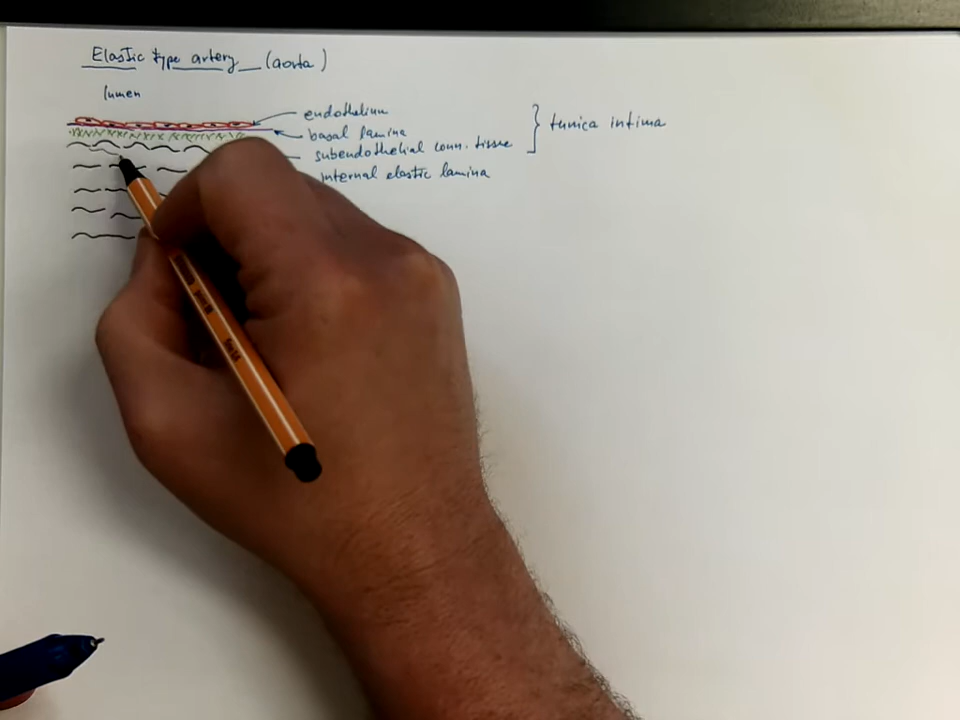 Elastic type artery (aorta)
lumen
endothelium
basal lamina
tunica intima
subendothelial conn. tissue
internal elastic lamina